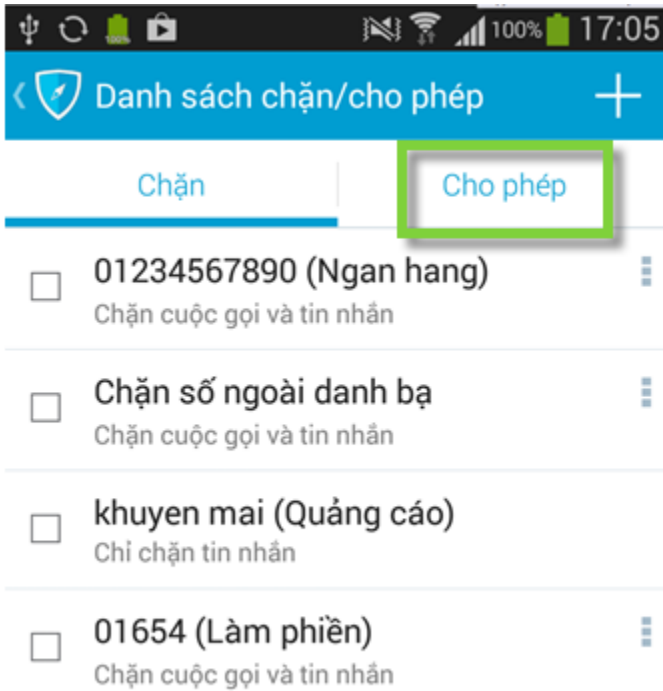 100% 17:05
Danh sách chặn/cho phép
Chặn
Cho phép
01234567890 (Ngan hang)
Chặn cuộc gọi và tin nhắn
Chặn số ngoài danh bạ
Chặn cuộc gọi và tin nhắn
khuyen mai (Quảng cáo)
Chỉ chặn tin nhắn
01654 (Làm phiền)
Chặn cuộc gọi và tin nhắn